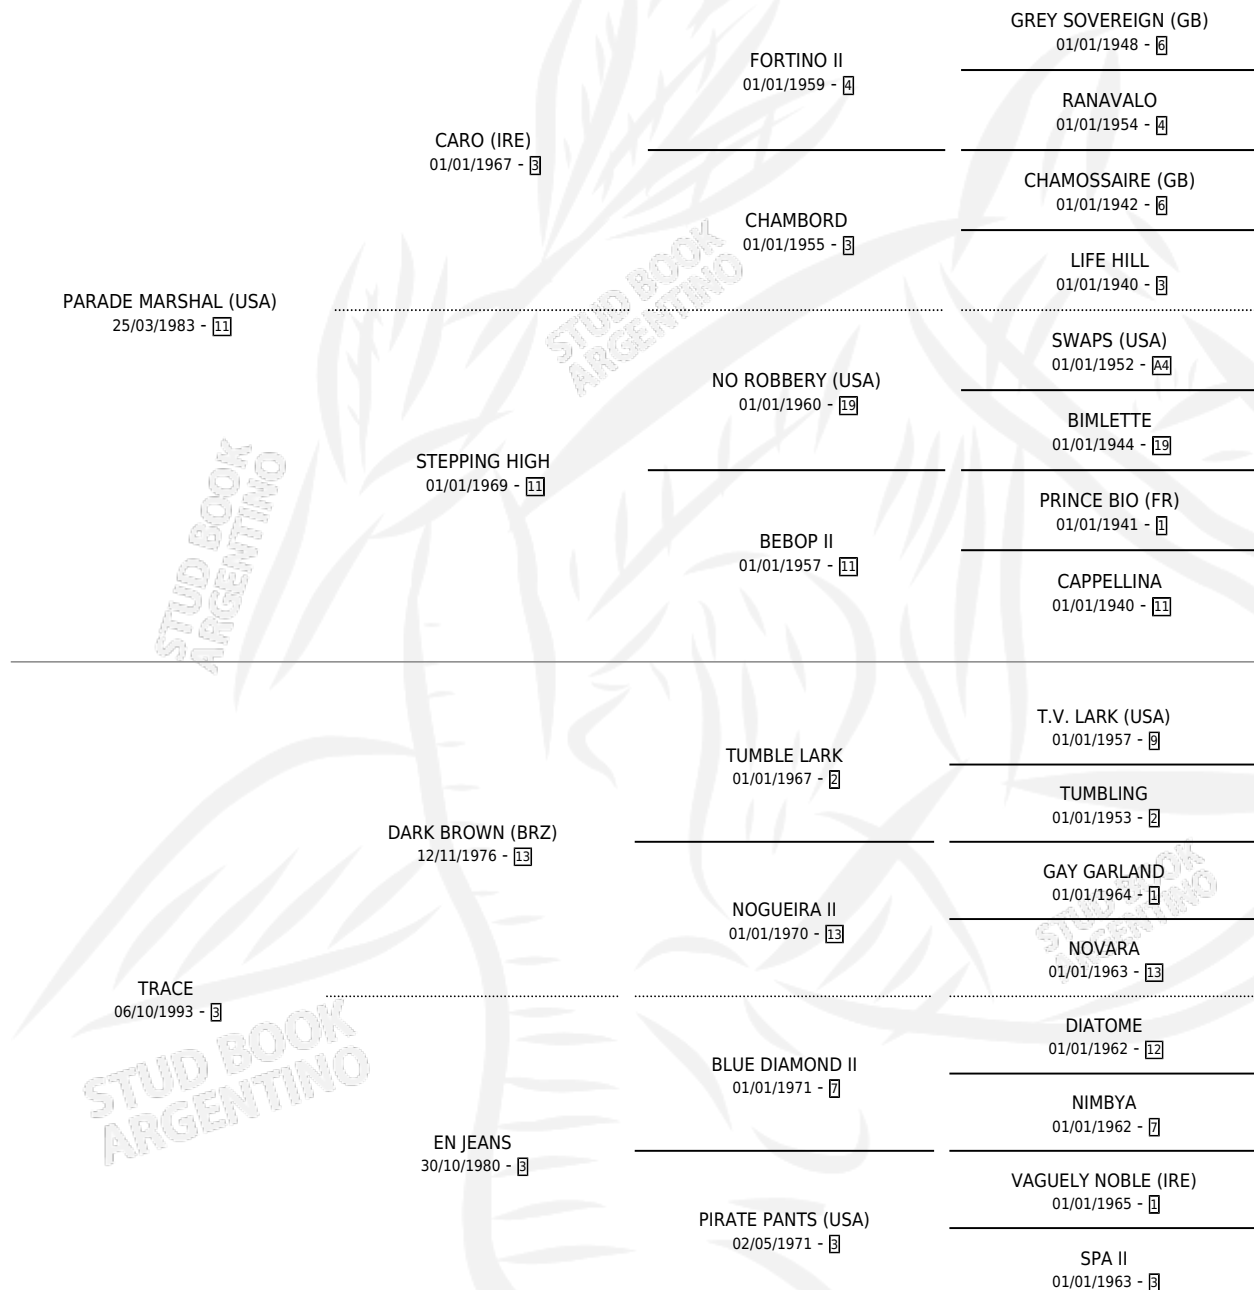 GREY SOVEREIGN (GB)
01/01/1948 - 6
FORTINO II
01/01/1959 - 4
RANAVALO
01/01/1954 - 4
CARO (IRE)
01/01/1967 - 3
CHAMOSSAIRE (GB)
01/01/1942 - 6
CHAMBORD
01/01/1955 - 3
LIFE HILL
01/01/1940 - 3
PARADE MARSHAL (USA)
25/03/1983 - 11
SWAPS (USA)
01/01/1952 - A4
NO ROBBERY (USA)
01/01/1960 - 19
BIMLETTE
01/01/1944 - 19
STEPPING HIGH
01/01/1969 - 11
PRINCE BIO (FR)
01/01/1941 - 1
BEBOP II
01/01/1957 - 11
CAPPELLINA
01/01/1940 - 11
T.V. LARK (USA)
01/01/1957 - 9
TUMBLE LARK
01/01/1967 - 2
TUMBLING
01/01/1953 - 2
DARK BROWN (BRZ)
12/11/1976 - 13
GAY GARLAND
01/01/1964 - 1
NOGUEIRA II
01/01/1970 - 13
NOVARA
01/01/1963 - 13
TRACE
06/10/1993 - 3
DIATOME
01/01/1962 - 12
BLUE DIAMOND II
01/01/1971 - 7
NIMBYA
01/01/1962 - 7
EN JEANS
30/10/1980 - 3
VAGUELY NOBLE (IRE)
01/01/1965 - 1
PIRATE PANTS (USA)
02/05/1971 - 3
SPA II
01/01/1963 - 3
STUD BOOK
ARGENTINO
STUD BOOK
ARGENTINO
STUD BOOK
ARGENTINO
STUD BOOK
ARGENTINO